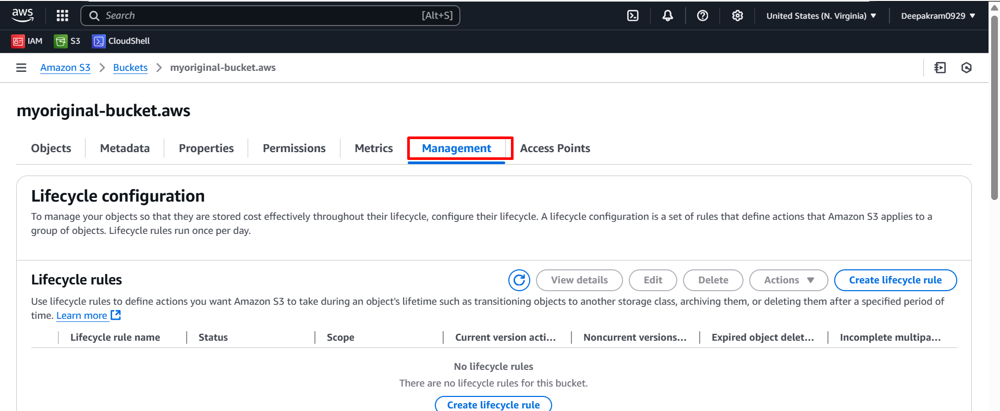 aws Search [Alt+S] United States (N. Virginia) Deepakram0929
IAM S3 CloudShell
Amazon S3 Buckets myoriginal-bucket.aws
myoriginal-bucket.aws
Objects Metadata Properties Permissions Metrics Management Access Points
Lifecycle configuration
To manage your objects so that they are stored cost effectively throughout their lifecycle, configure their lifecycle. A lifecycle configuration is a set of rules that define actions that Amazon S3 applies to a
group of objects. Lifecycle rules run once per day.
Lifecycle rules View details Edit Delete Actions Create lifecycle rule
Use lifecycle rules to define actions you want Amazon S3 to take during an object's lifetime such as transitioning objects to another storage class, archiving them, or deleting them after a specified period of
time. Learn more
Lifecycle rule name Status Scope Current version acti... Noncurrent versions... Expired object delet... Incomplete multipa...
No lifecycle rules
There are no lifecycle rules for this bucket.
Create lifecycle rule